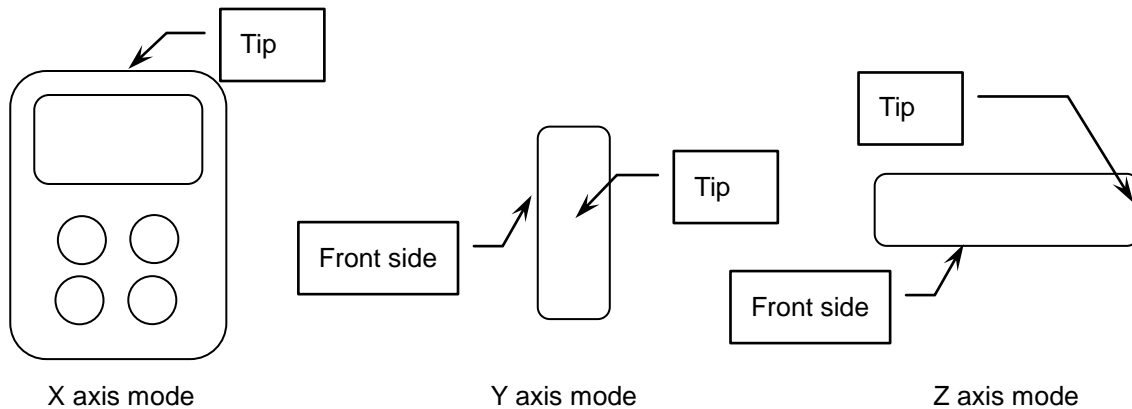 Tip
Tip
Tip
Front side
Front side
X axis mode
Y axis mode
Z axis mode